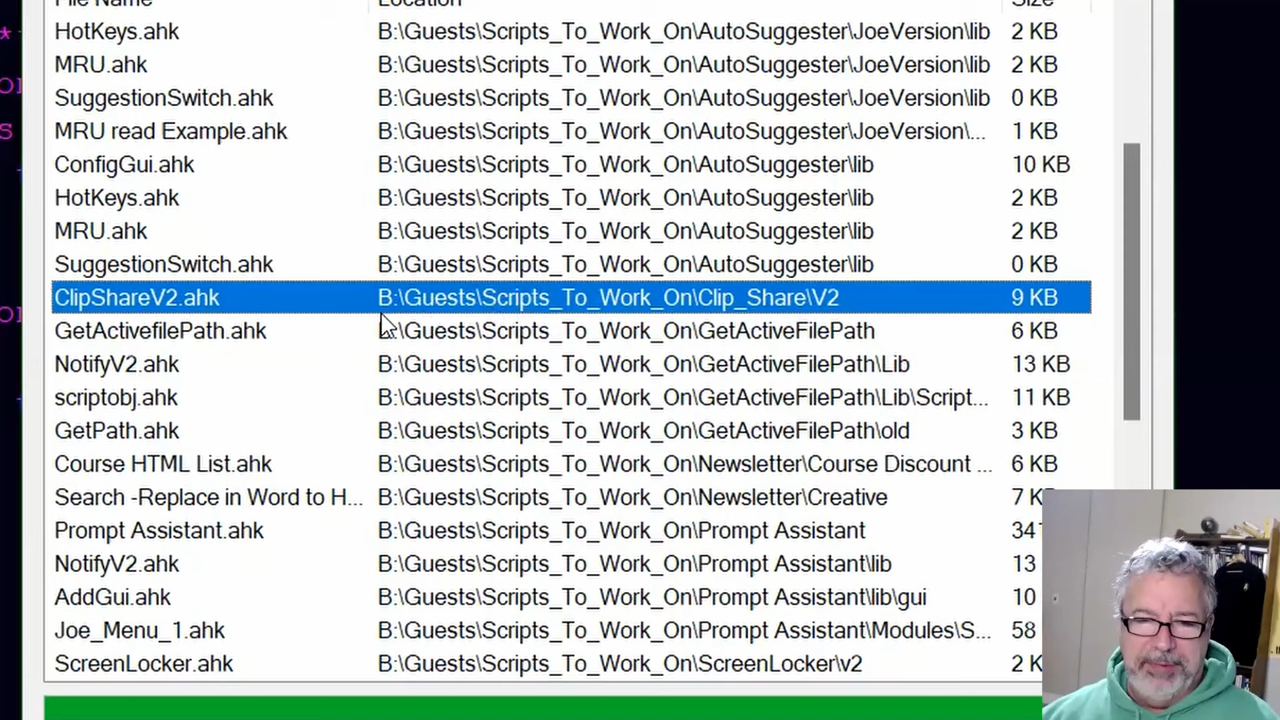 File Name Location Size
HotKeys.ahk B:\Guests\Scripts_To_Work_On\AutoSuggester\JoeVersion\lib 2 KB
MRU.ahk B:\Guests\Scripts_To_Work_On\AutoSuggester\JoeVersion\lib 2 KB
SuggestionSwitch.ahk B:\Guests\Scripts_To_Work_On\AutoSuggester\JoeVersion\lib 0 KB
MRU read Example.ahk B:\Guests\Scripts_To_Work_On\AutoSuggester\JoeVersion\... 1 KB
ConfigGui.ahk B:\Guests\Scripts_To_Work_On\AutoSuggester\lib 10 KB
HotKeys.ahk B:\Guests\Scripts_To_Work_On\AutoSuggester\lib 2 KB
MRU.ahk B:\Guests\Scripts_To_Work_On\AutoSuggester\lib 2 KB
SuggestionSwitch.ahk B:\Guests\Scripts_To_Work_On\AutoSuggester\lib 0 KB
ClipShareV2.ahk B:\Guests\Scripts_To_Work_On\Clip_Share\V2 9 KB
GetActivefilePath.ahk B:\Guests\Scripts_To_Work_On\GetActiveFilePath 6 KB
NotifyV2.ahk B:\Guests\Scripts_To_Work_On\GetActiveFilePath\Lib 13 KB
scriptobj.ahk B:\Guests\Scripts_To_Work_On\GetActiveFilePath\Lib\Script... 11 KB
GetPath.ahk B:\Guests\Scripts_To_Work_On\GetActiveFilePath\old 3 KB
Course HTML List.ahk B:\Guests\Scripts_To_Work_On\Newsletter\Course Discount ... 6 KB
Search -Replace in Word to H... B:\Guests\Scripts_To_Work_On\Newsletter\Creative 7 K
Prompt Assistant.ahk B:\Guests\Scripts_To_Work_On\Prompt Assistant 34
NotifyV2.ahk B:\Guests\Scripts_To_Work_On\Prompt Assistant\lib 13
AddGui.ahk B:\Guests\Scripts_To_Work_On\Prompt Assistant\lib\gui 10
Joe_Menu_1.ahk B:\Guests\Scripts_To_Work_On\Prompt Assistant\Modules\S... 58
ScreenLocker.ahk B:\Guests\Scripts_To_Work_On\ScreenLocker\v2 2 K